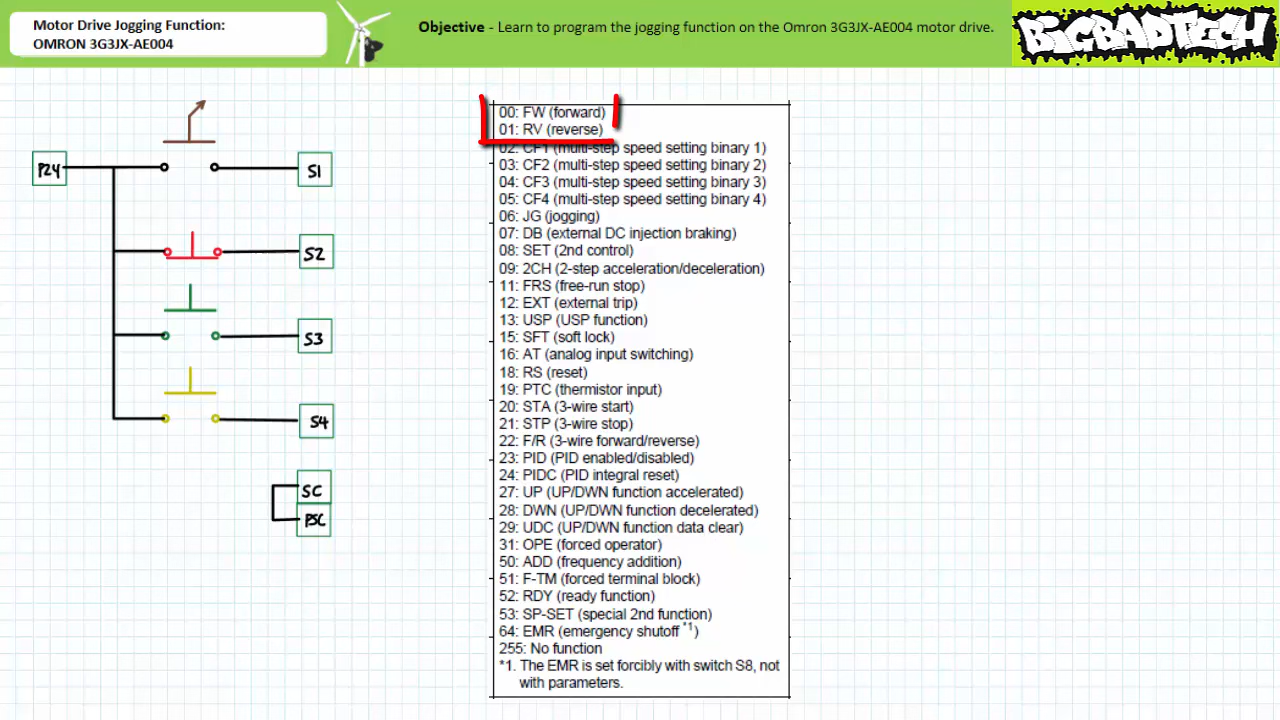 Motor Drive Jogging Function:
OMRON 3G3JX-AE004
Objective - Learn to program the jogging function on the Omron 3G3JX-AE004 motor drive.
BIGBADTECH
P24
S1
S2
S3
S4
SC
PSC
00: FW (forward)
01: RV (reverse)
02: CF1 (multi-step speed setting binary 1)
03: CF2 (multi-step speed setting binary 2)
04: CF3 (multi-step speed setting binary 3)
05: CF4 (multi-step speed setting binary 4)
06: JG (jogging)
07: DB (external DC injection braking)
08: SET (2nd control)
09: 2CH (2-step acceleration/deceleration)
11: FRS (free-run stop)
12: EXT (external trip)
13: USP (USP function)
15: SFT (soft lock)
16: AT (analog input switching)
18: RS (reset)
19: PTC (thermistor input)
20: STA (3-wire start)
21: STP (3-wire stop)
22: F/R (3-wire forward/reverse)
23: PID (PID enabled/disabled)
24: PIDC (PID integral reset)
27: UP (UP/DWN function accelerated)
28: DWN (UP/DWN function decelerated)
29: UDC (UP/DWN function data clear)
31: OPE (forced operator)
50: ADD (frequency addition)
51: F-TM (forced terminal block)
52: RDY (ready function)
53: SP-SET (special 2nd function)
64: EMR (emergency shutoff *1)
255: No function
*1. The EMR is set forcibly with switch S8, not
with parameters.